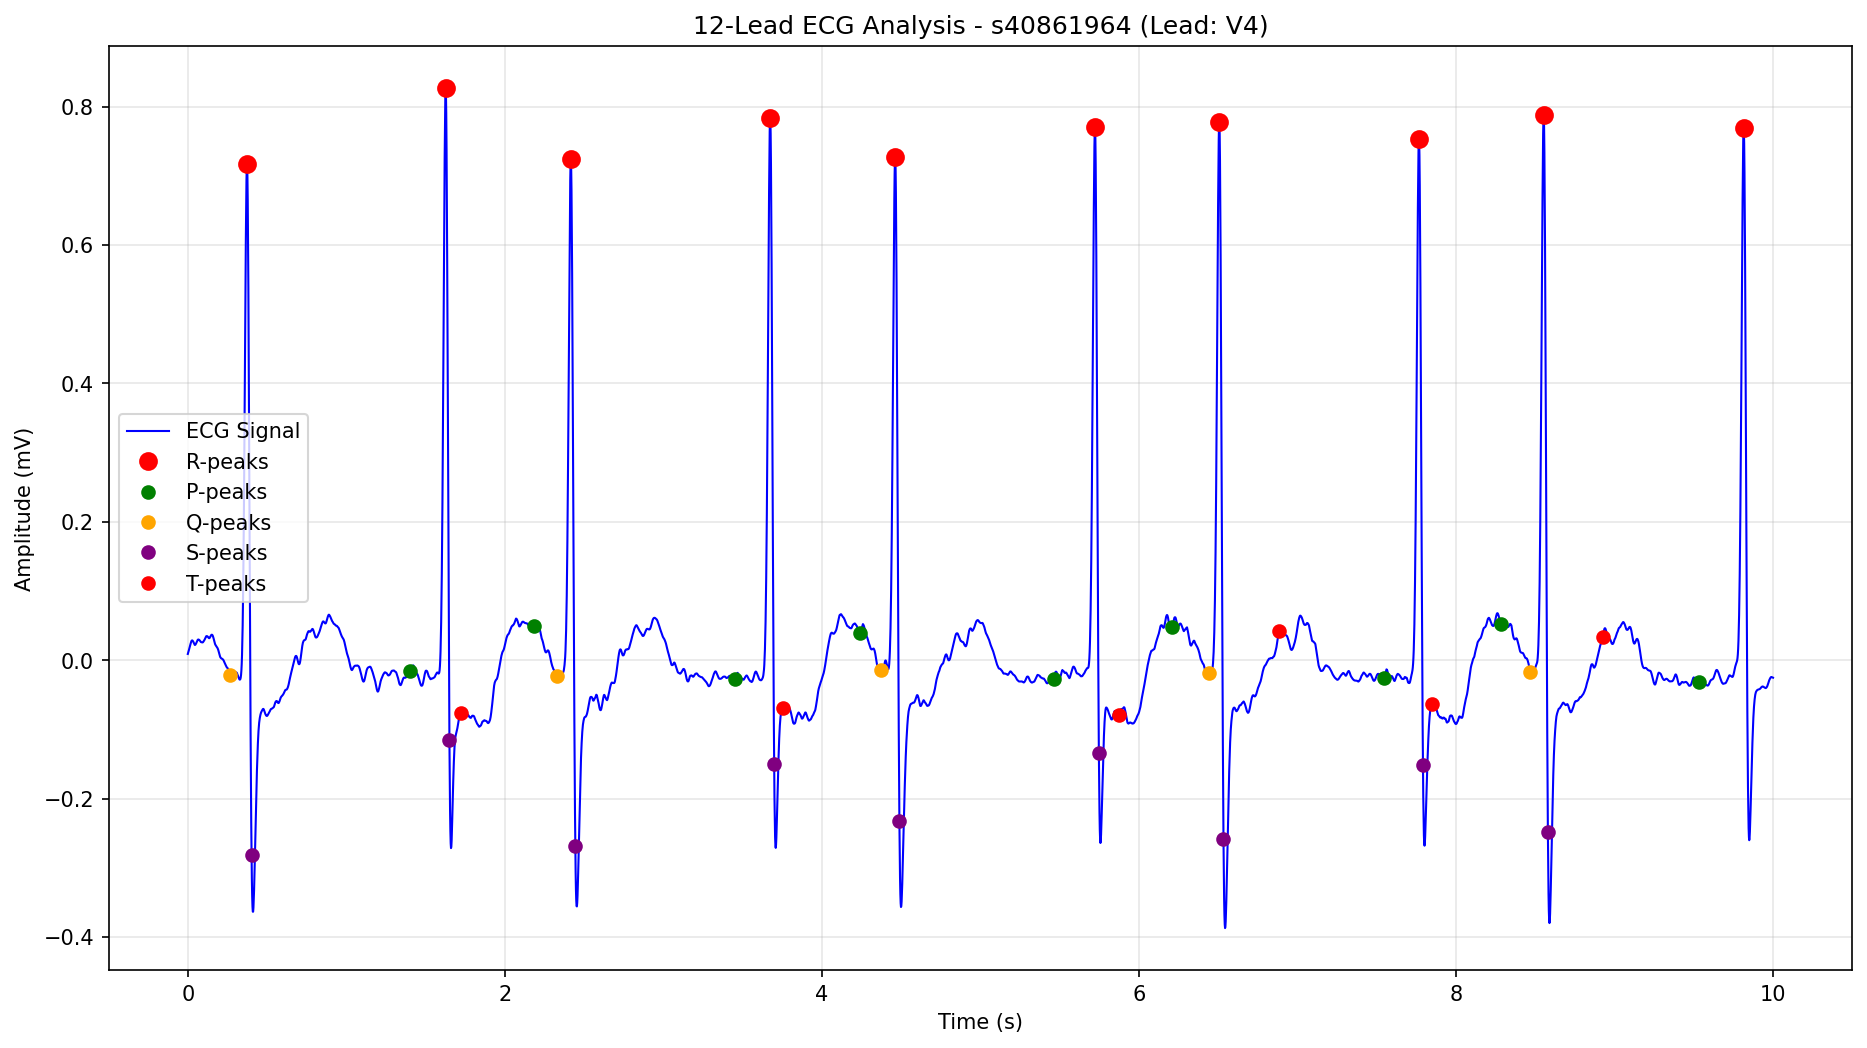 12-Lead ECG Analysis - s40861964 (Lead: V4)
Amplitude (mV)
0.8
0.6
0.4
0.2
0.0
−0.2
−0.4
ECG Signal
R-peaks
P-peaks
Q-peaks
S-peaks
T-peaks
0 2 4 6 8 10
Time (s)